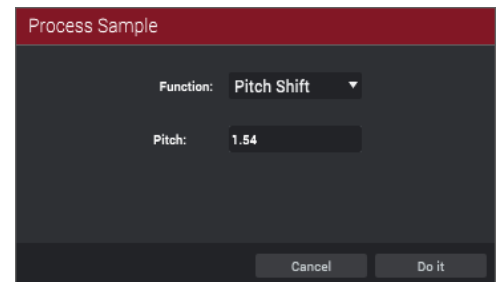 Process Sample
Function: Pitch Shift
Pitch: 1.54
Cancel Do it